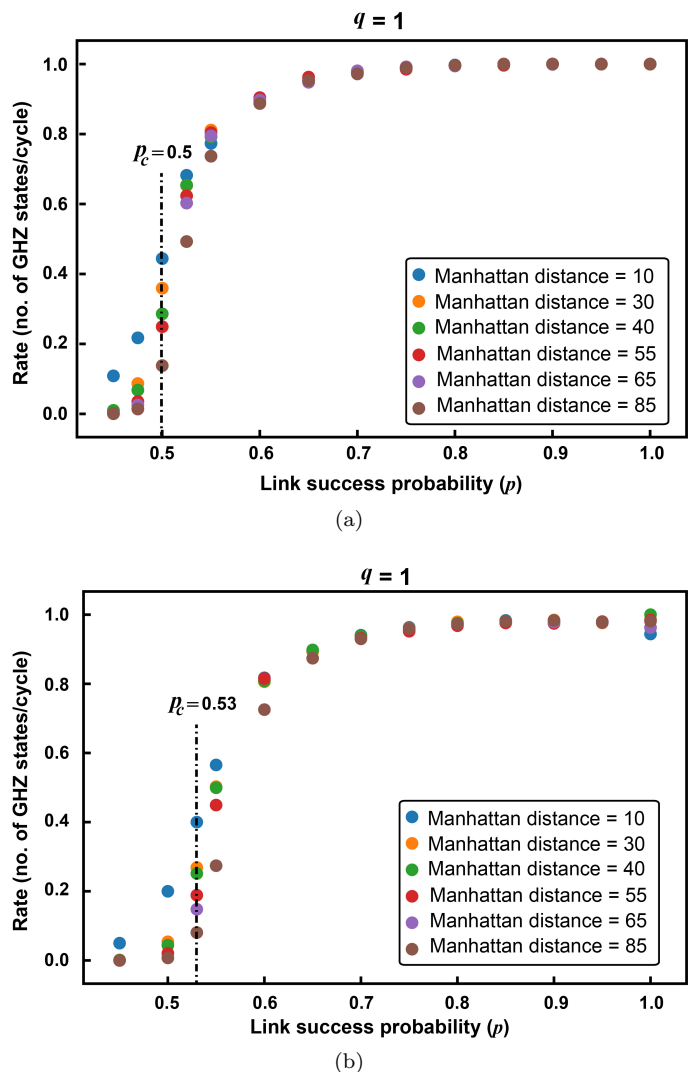 q = 1
1.0
0.8
0.6
0.4
0.2
0.0
Rate (no. of GHZ states/cycle)
pc = 0.5
Manhattan distance = 10
Manhattan distance = 30
Manhattan distance = 40
Manhattan distance = 55
Manhattan distance = 65
Manhattan distance = 85
0.5 0.6 0.7 0.8 0.9 1.0
Link success probability (p)
(a)
q = 1
1.0
0.8
0.6
0.4
0.2
0.0
Rate (no. of GHZ states/cycle)
pc = 0.53
Manhattan distance = 10
Manhattan distance = 30
Manhattan distance = 40
Manhattan distance = 55
Manhattan distance = 65
Manhattan distance = 85
0.5 0.6 0.7 0.8 0.9 1.0
Link success probability (p)
(b)